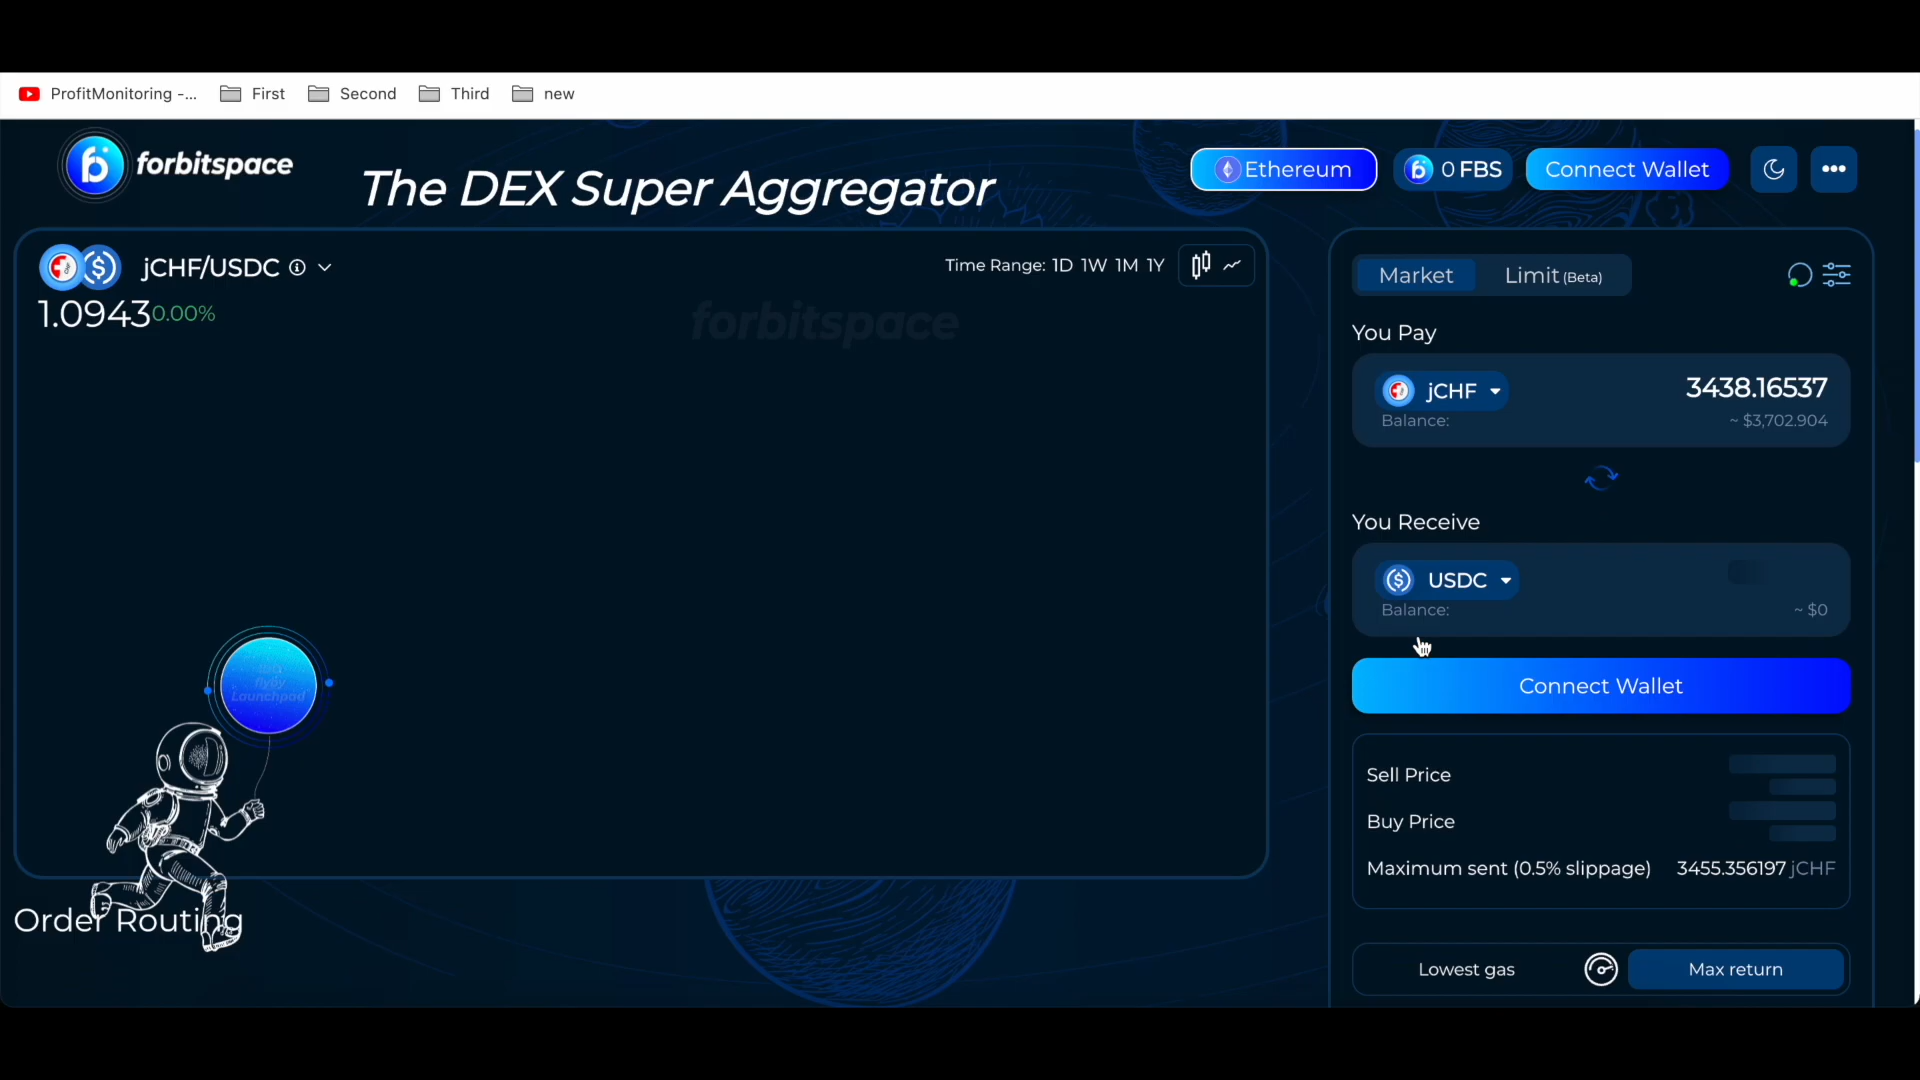 ProfitMonitoring -...
First
Second
Third
new
forbitspace
The DEX Super Aggregator
Ethereum
0 FBS
Connect Wallet
jCHF/USDC
Time Range: 1D 1W 1M 1Y
1.0943 0.00%
forbitspace
Market
Limit (Beta)
You Pay
jCHF
3438.16537
Balance:
~ $3,702.904
You Receive
USDC
Balance:
~ $0
Connect Wallet
Sell Price
Buy Price
Maximum sent (0.5% slippage) 3455.356197 jCHF
Lowest gas
Max return
flyby
Launchpad
Order Routing